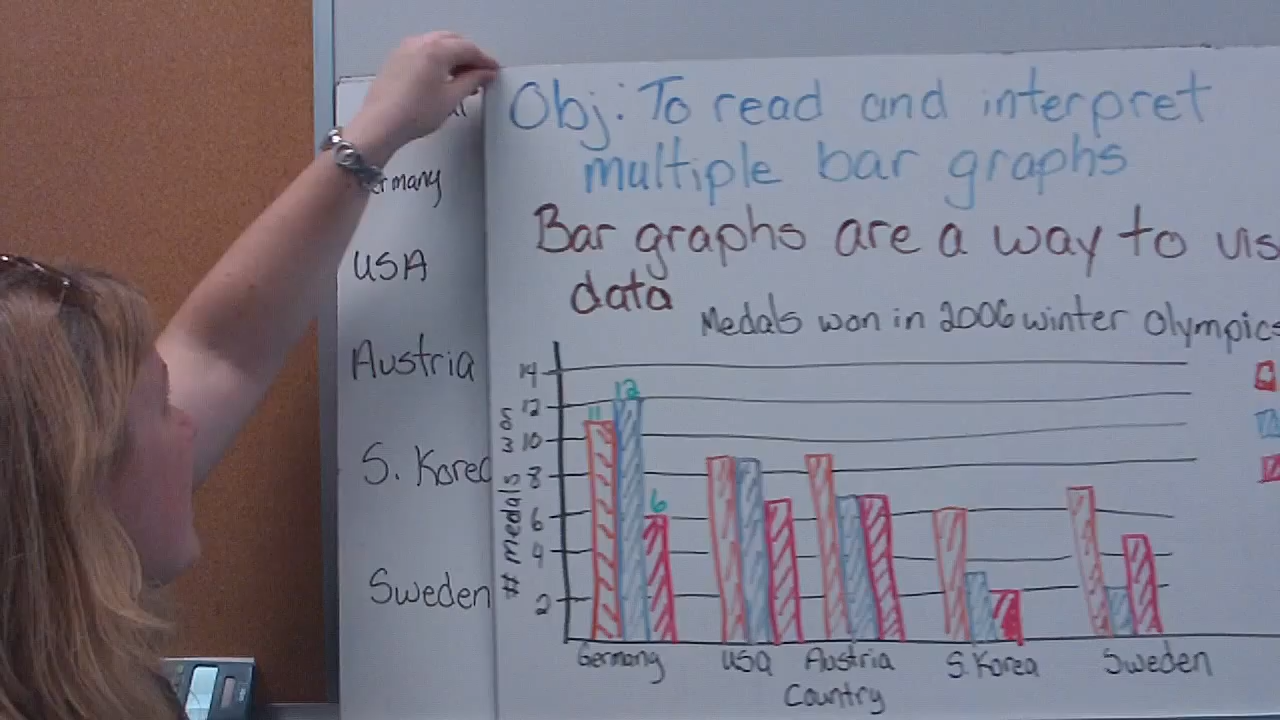 Obj: To read and interpret
multiple bar graphs
Bar graphs are a way to
data
Medals won in 2006 winter Olympics
USA
Austria
S. Korea
Sweden
# medals won
14
12
10
8
6
4
2
11
12
6
Germany
USA
Austria
S. Korea
Sweden
Country